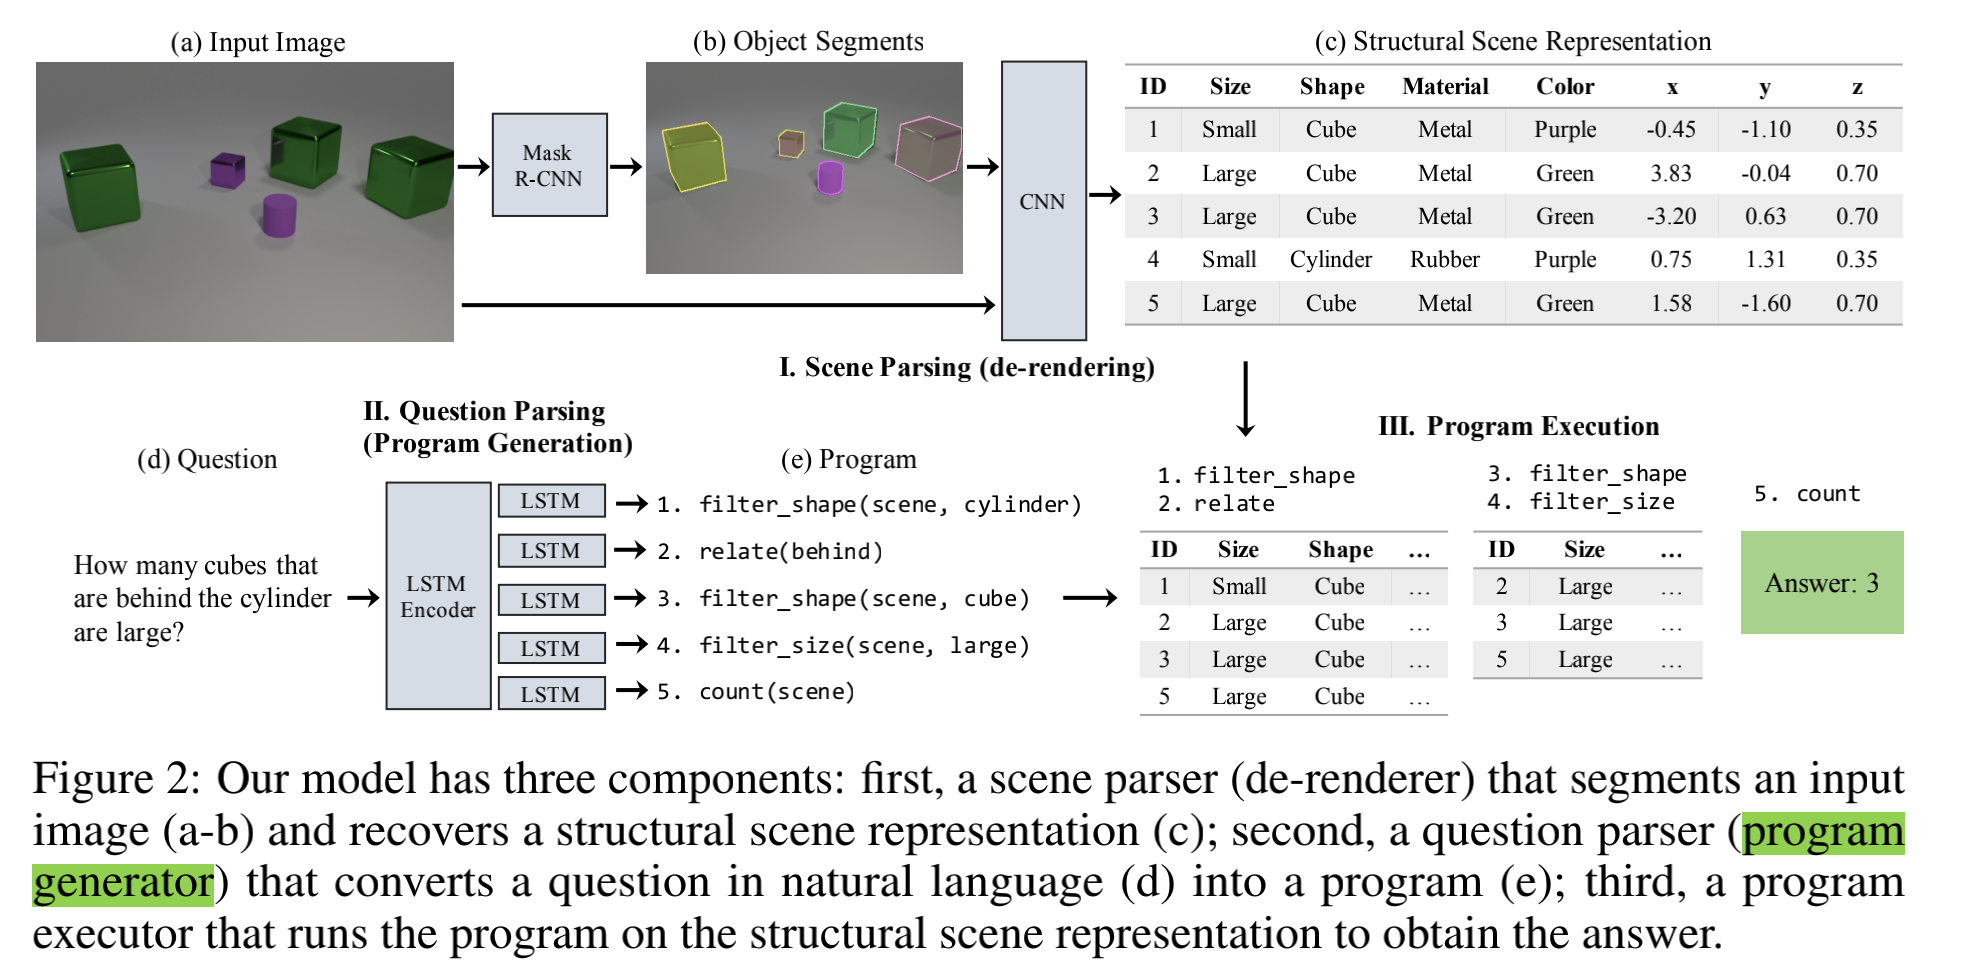 (a) Input Image
(b) Object Segments
(c) Structural Scene Representation
Mask
R-CNN
CNN
ID Size Shape Material Color x y z
1 Small Cube Metal Purple -0.45 -1.10 0.35
2 Large Cube Metal Green 3.83 -0.04 0.70
3 Large Cube Metal Green -3.20 0.63 0.70
4 Small Cylinder Rubber Purple 0.75 1.31 0.35
5 Large Cube Metal Green 1.58 -1.60 0.70
I. Scene Parsing (de-rendering)
II. Question Parsing
(Program Generation)
(d) Question
How many cubes that
are behind the cylinder
are large?
LSTM
Encoder
(e) Program
LSTM 1. filter_shape(scene, cylinder)
LSTM 2. relate(behind)
LSTM 3. filter_shape(scene, cube)
LSTM 4. filter_size(scene, large)
LSTM 5. count(scene)
III. Program Execution
1. filter_shape
2. relate
ID Size Shape ...
1 Small Cube ...
2 Large Cube ...
3 Large Cube ...
5 Large Cube ...
3. filter_shape
4. filter_size
ID Size ...
2 Large ...
3 Large ...
5 Large ...
5. count
Answer: 3
Figure 2: Our model has three components: first, a scene parser (de-renderer) that segments an input
image (a-b) and recovers a structural scene representation (c); second, a question parser (program
generator) that converts a question in natural language (d) into a program (e); third, a program
executor that runs the program on the structural scene representation to obtain the answer.